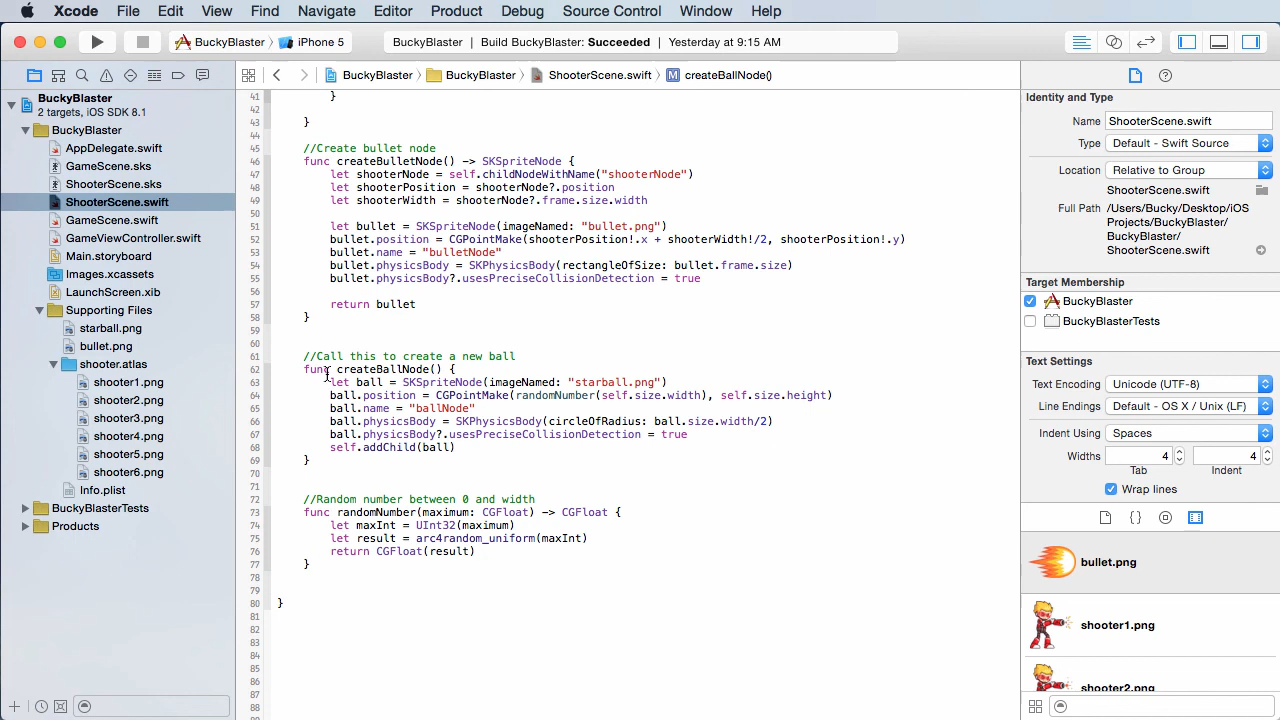 Xcode File Edit View Find Navigate Editor Product Debug Source Control Window Help
BuckyBlaster iPhone 5 BuckyBlaster Build BuckyBlaster: Succeeded Yesterday at 9:15 AM
BuckyBlaster BuckyBlaster ShooterScene.swift M createBallNode()
BuckyBlaster
2 targets, iOS SDK 8.1
BuckyBlaster
AppDelegate.swift
GameScene.sks
ShooterScene.sks
ShooterScene.swift
GameScene.swift
GameViewController.swift
Main.storyboard
Images.xcassets
LaunchScreen.xib
Supporting Files
starball.png
bullet.png
shooter.atlas
shooter1.png
shooter2.png
shooter3.png
shooter4.png
shooter5.png
shooter6.png
Info.plist
BuckyBlasterTests
Products
41 }
42
43 }
44
45 //Create bullet node
46 func createBulletNode() -> SKSpriteNode {
47 let shooterNode = self.childNodeWithName("shooterNode")
48 let shooterPosition = shooterNode?.position
49 let shooterWidth = shooterNode?.frame.size.width
50
51 let bullet = SKSpriteNode(imageNamed: "bullet.png")
52 bullet.position = CGPointMake(shooterPosition!.x + shooterWidth!/2, shooterPosition!.y)
53 bullet.name = "bulletNode"
54 bullet.physicsBody = SKPhysicsBody(rectangleOfSize: bullet.frame.size)
55 bullet.physicsBody?.usesPreciseCollisionDetection = true
56
57 return bullet
58 }
59
60
61 //Call this to create a new ball
62 func createBallNode() {
63 let ball = SKSpriteNode(imageNamed: "starball.png")
64 ball.position = CGPointMake(randomNumber(self.size.width), self.size.height)
65 ball.name = "ballNode"
66 ball.physicsBody = SKPhysicsBody(circleOfRadius: ball.size.width/2)
67 ball.physicsBody?.usesPreciseCollisionDetection = true
68 self.addChild(ball)
69 }
70
71
72 //Random number between 0 and width
73 func randomNumber(maximum: CGFloat) -> CGFloat {
74 let maxInt = UInt32(maximum)
75 let result = arc4random_uniform(maxInt)
76 return CGFloat(result)
77 }
78
79
80 }
81
82
83
84
85
86
87
88
Identity and Type
Name ShooterScene.swift
Type Default - Swift Source
Location Relative to Group
ShooterScene.swift
Full Path /Users/Bucky/Desktop/iOS
Projects/BuckyBlaster/
BuckyBlaster/
ShooterScene.swift
Target Membership
BuckyBlaster
BuckyBlasterTests
Text Settings
Text Encoding Unicode (UTF-8)
Line Endings Default - OS X / Unix (LF)
Indent Using Spaces
Widths 4 4
Tab Indent
Wrap lines
bullet.png
shooter1.png
shooter2.png